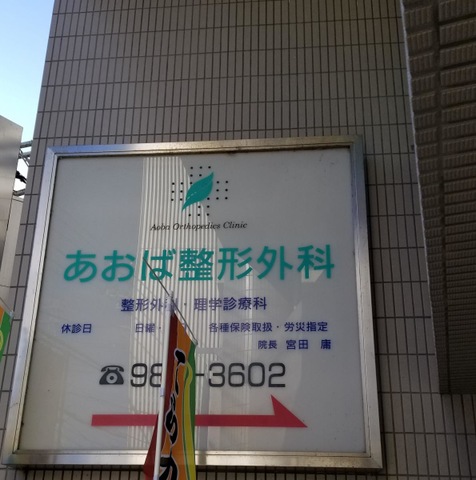 Aoba Orthopedics Clinic
あおば整形外科
整形外科・理学診療科
休診日 日曜・ 各種保険取扱・労災指定
院長 宮田 庸
☎98 -3602